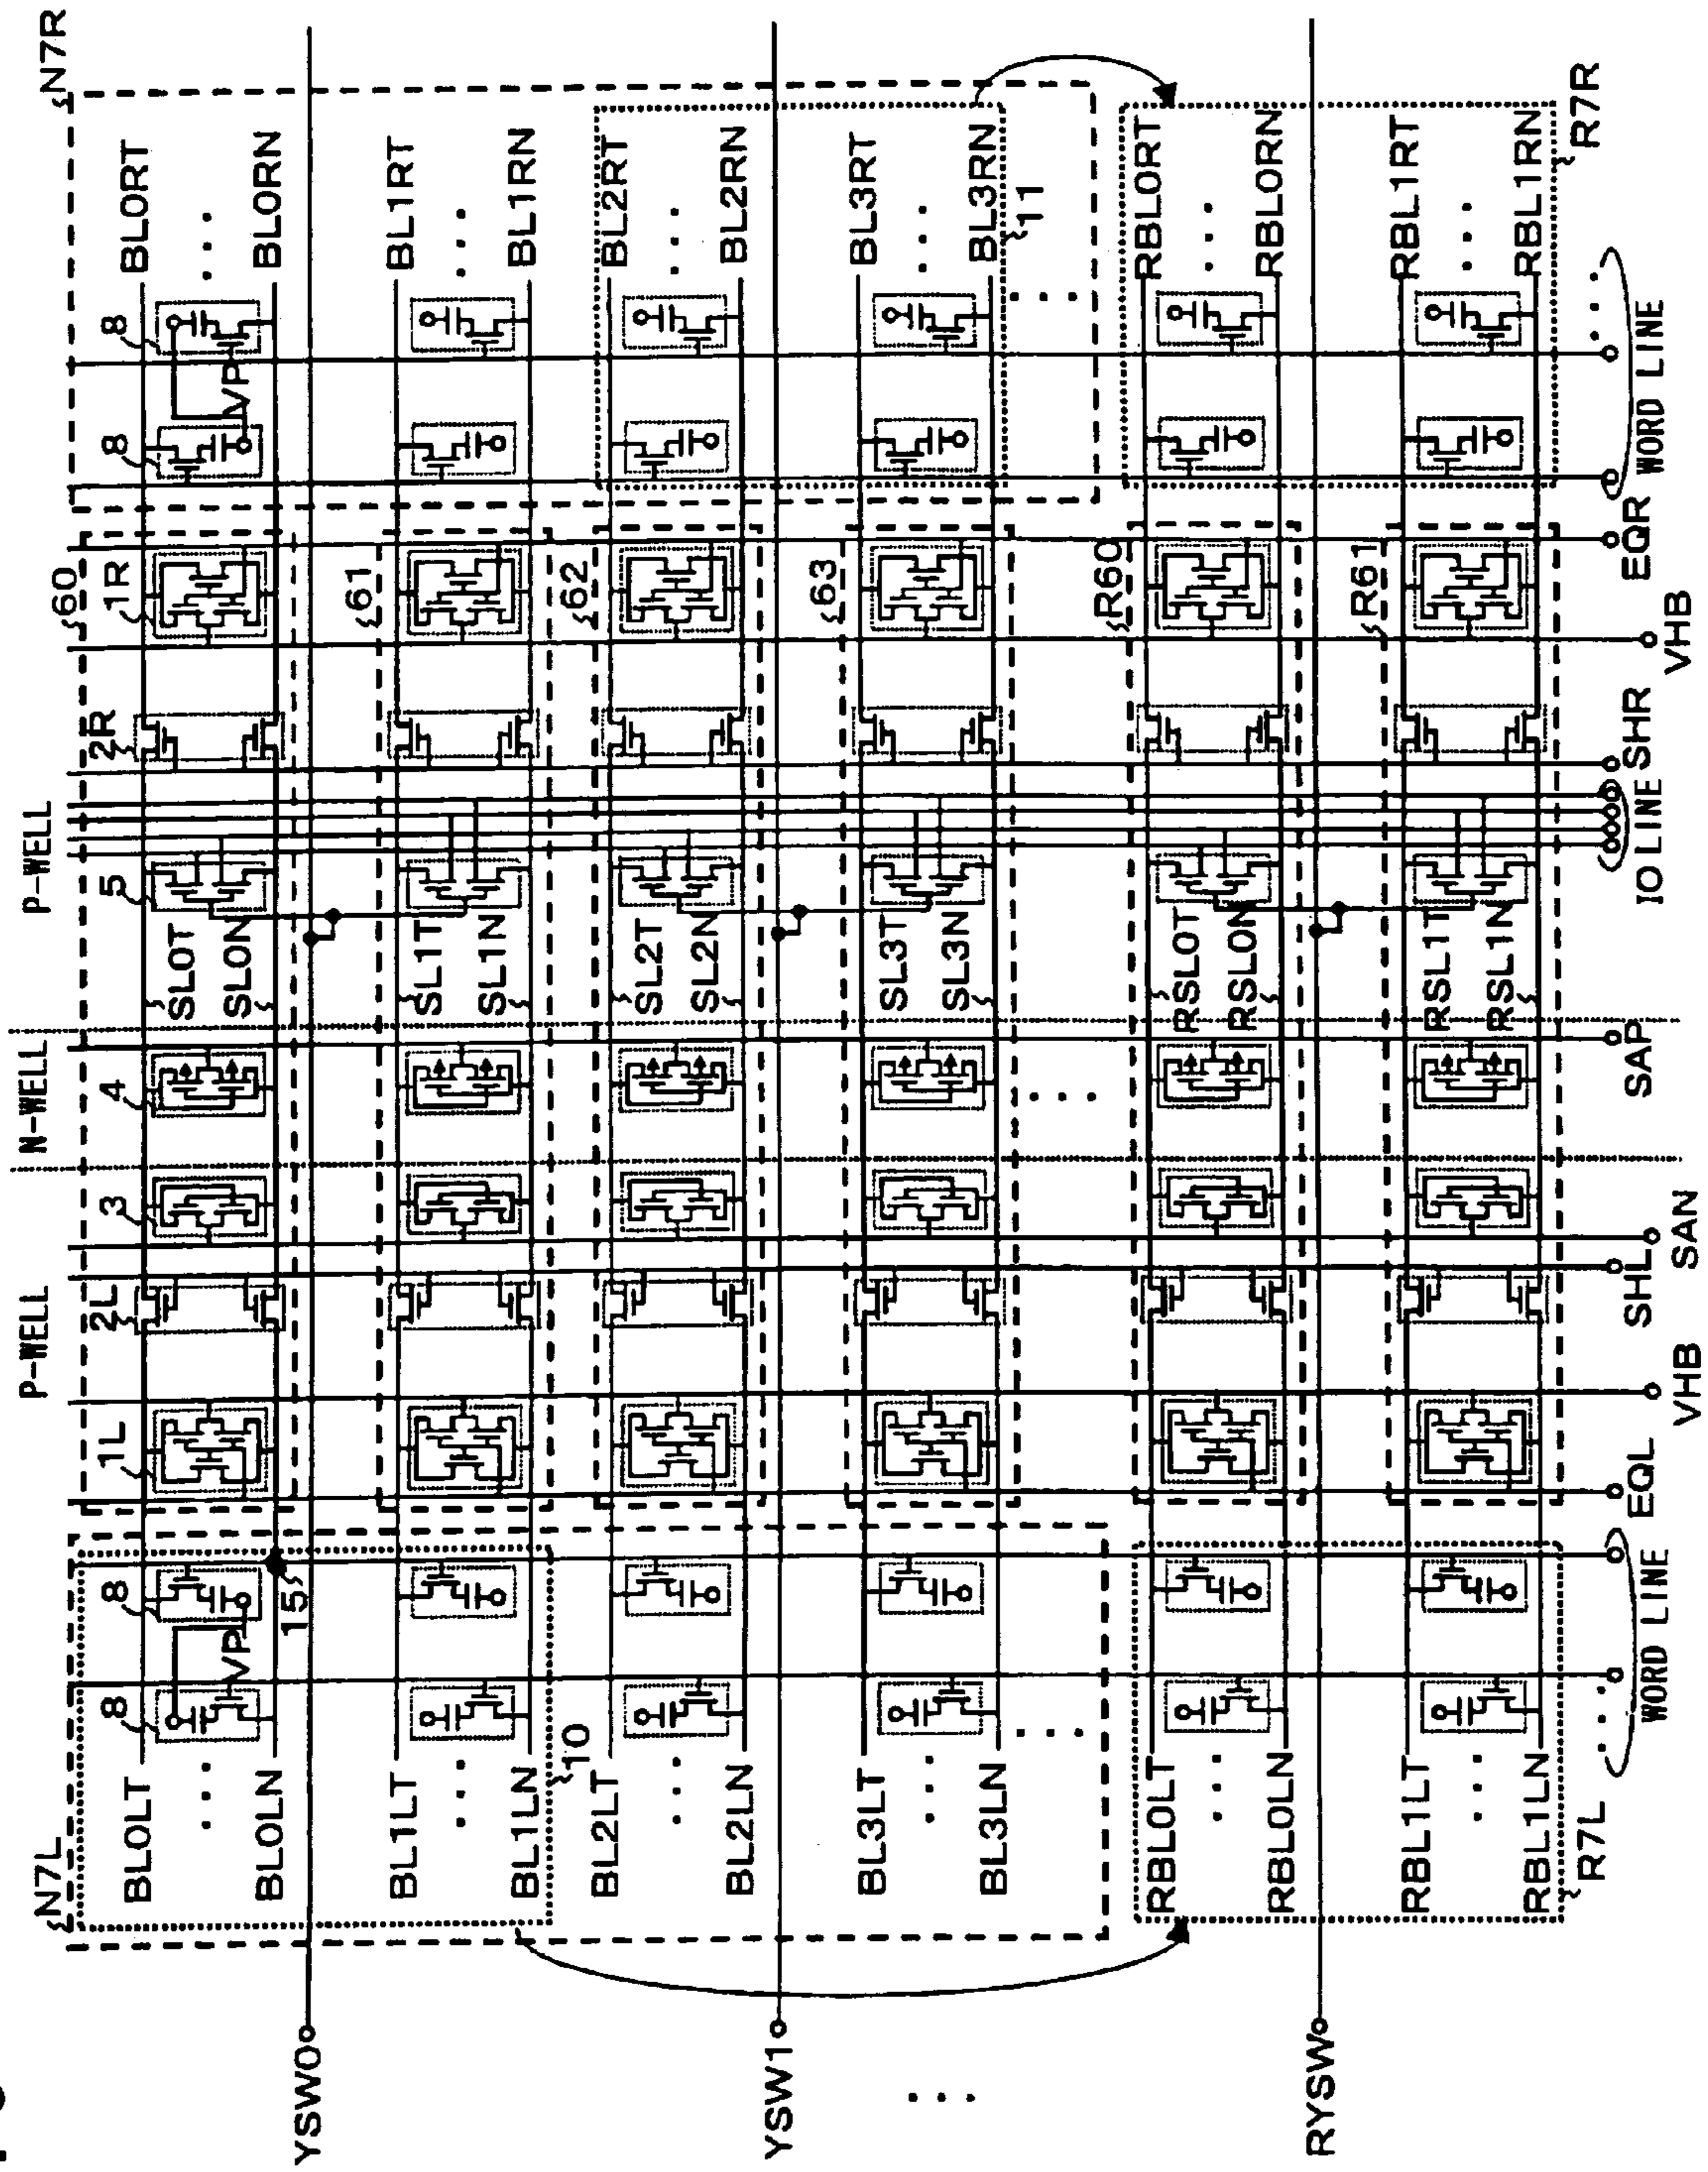 N7L
N7R
P-WELL
N-WELL
P-WELL
8
8
1L
2L
3
4
5
2R
1R
60
8
8
BL0LT
...
BL0LN
VP
15
SL0T
SL0N
VP
BL0RT
...
BL0RN
YSW0
BL1LT
...
BL1LN
10
SL1T
SL1N
61
BL1RT
...
BL1RN
BL2LT
...
BL2LN
SL2T
SL2N
62
BL2RT
...
BL2RN
YSW1
BL3LT
...
BL3LN
SL3T
SL3N
63
BL3RT
...
BL3RN
11
...
...
...
...
RBL0LT
...
RBL0LN
RSL0T
RSL0N
R60
RBL0RT
...
RBL0RN
RYSW
RBL1LT
...
RBL1LN
RSL1T
RSL1N
R61
RBL1RT
...
RBL1RN
R7L
...
WORD LINE
EQL
VHB
SHL
SAN
SAP
IO LINE
SHR
VHB
EQR
WORD LINE
...
R7R